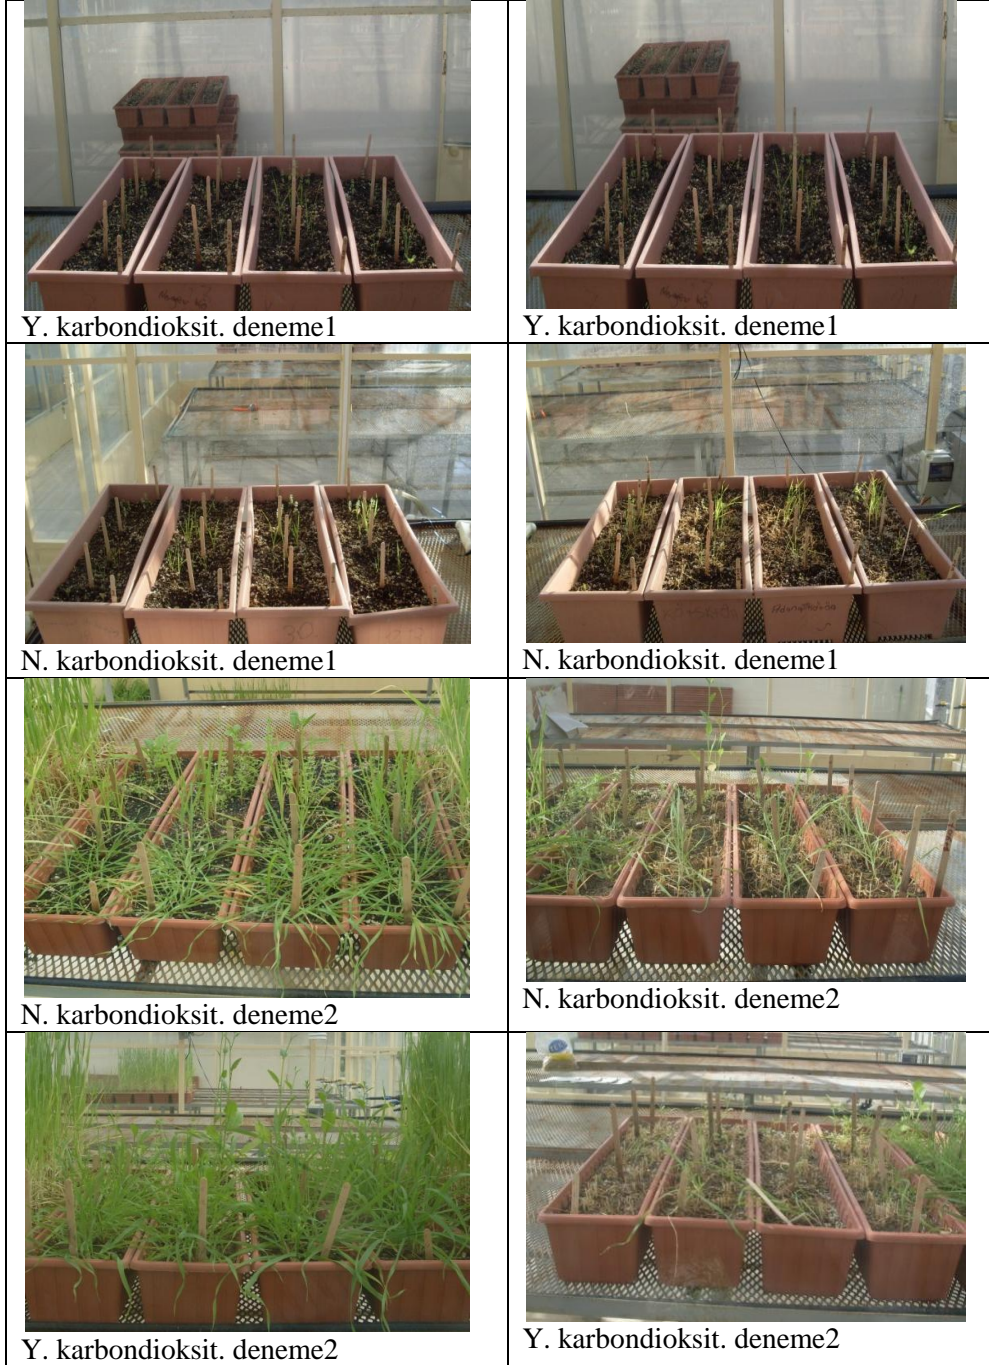 Y. karbondioksit. deneme1
Y. karbondioksit. deneme1
N. karbondioksit. deneme1
N. karbondioksit. deneme1
N. karbondioksit. deneme2
N. karbondioksit. deneme2
Y. karbondioksit. deneme2
Y. karbondioksit. deneme2